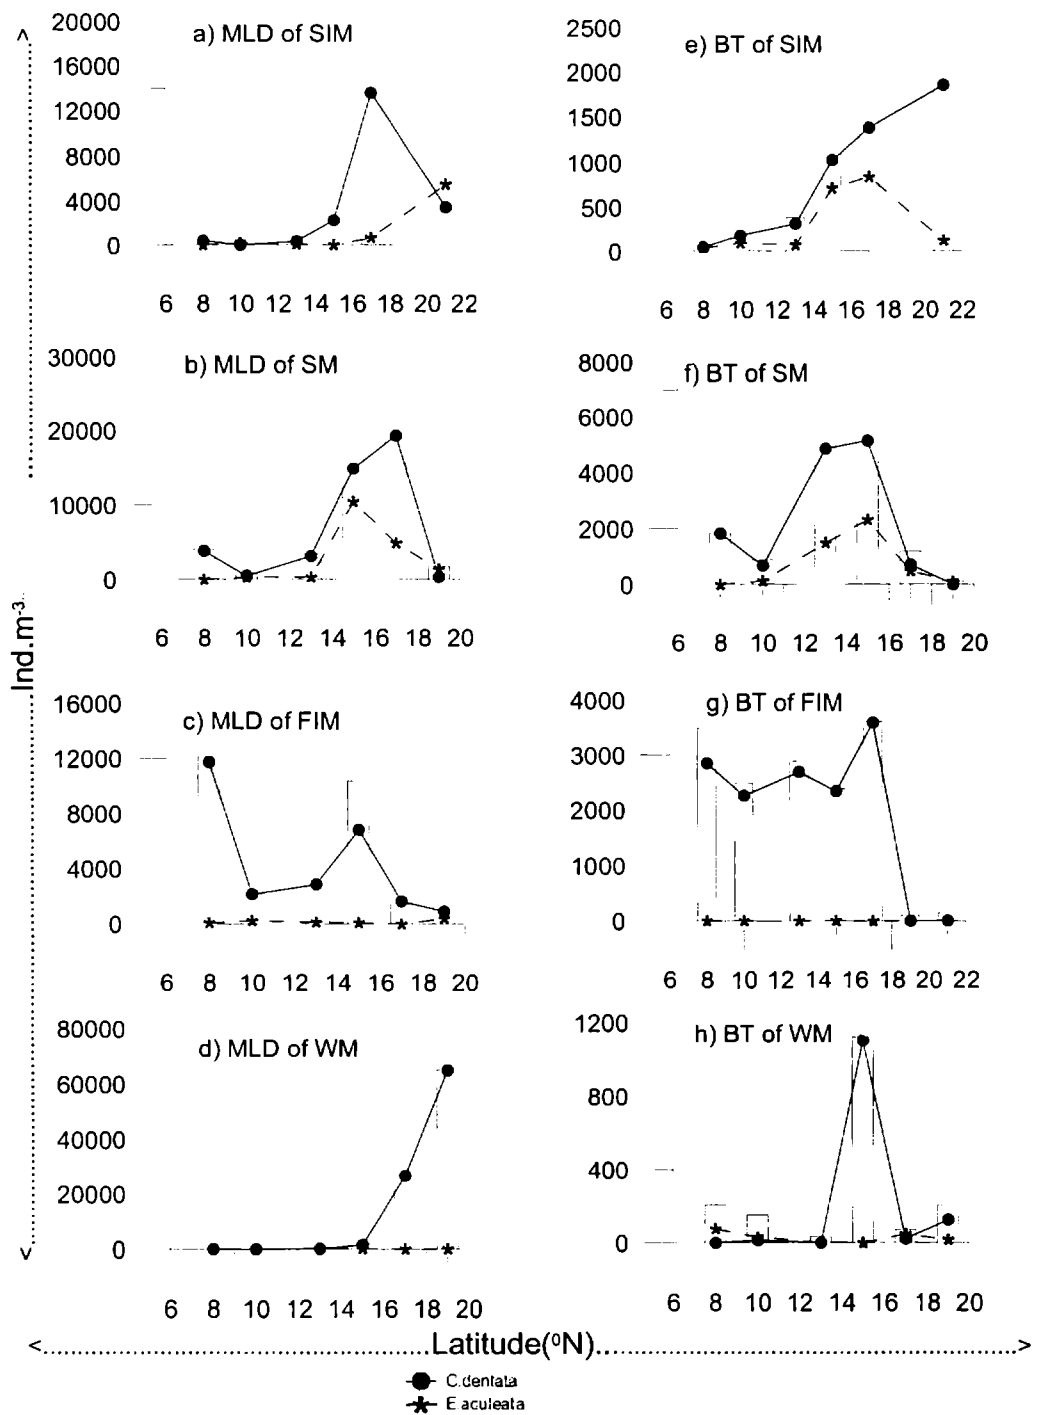 a) MLD of SIM
20000
16000
12000
8000
4000
0
6 8 10 12 14 16 18 20 22
e) BT of SIM
2500
2000
1500
1000
500
0
6 8 10 12 14 16 18 20 22
b) MLD of SM
30000
20000
10000
0
6 8 10 12 14 16 18 20
f) BT of SM
8000
6000
4000
2000
0
6 8 10 12 14 16 18 20
c) MLD of FIM
16000
12000
8000
4000
0
6 8 10 12 14 16 18 20
g) BT of FIM
4000
3000
2000
1000
0
6 8 10 12 14 16 18 20 22
d) MLD of WM
80000
60000
40000
20000
0
6 8 10 12 14 16 18 20
h) BT of WM
1200
800
400
0
6 8 10 12 14 16 18 20
Ind.m⁻³
Latitude(⁰N)
C.dentata
E.aculeata